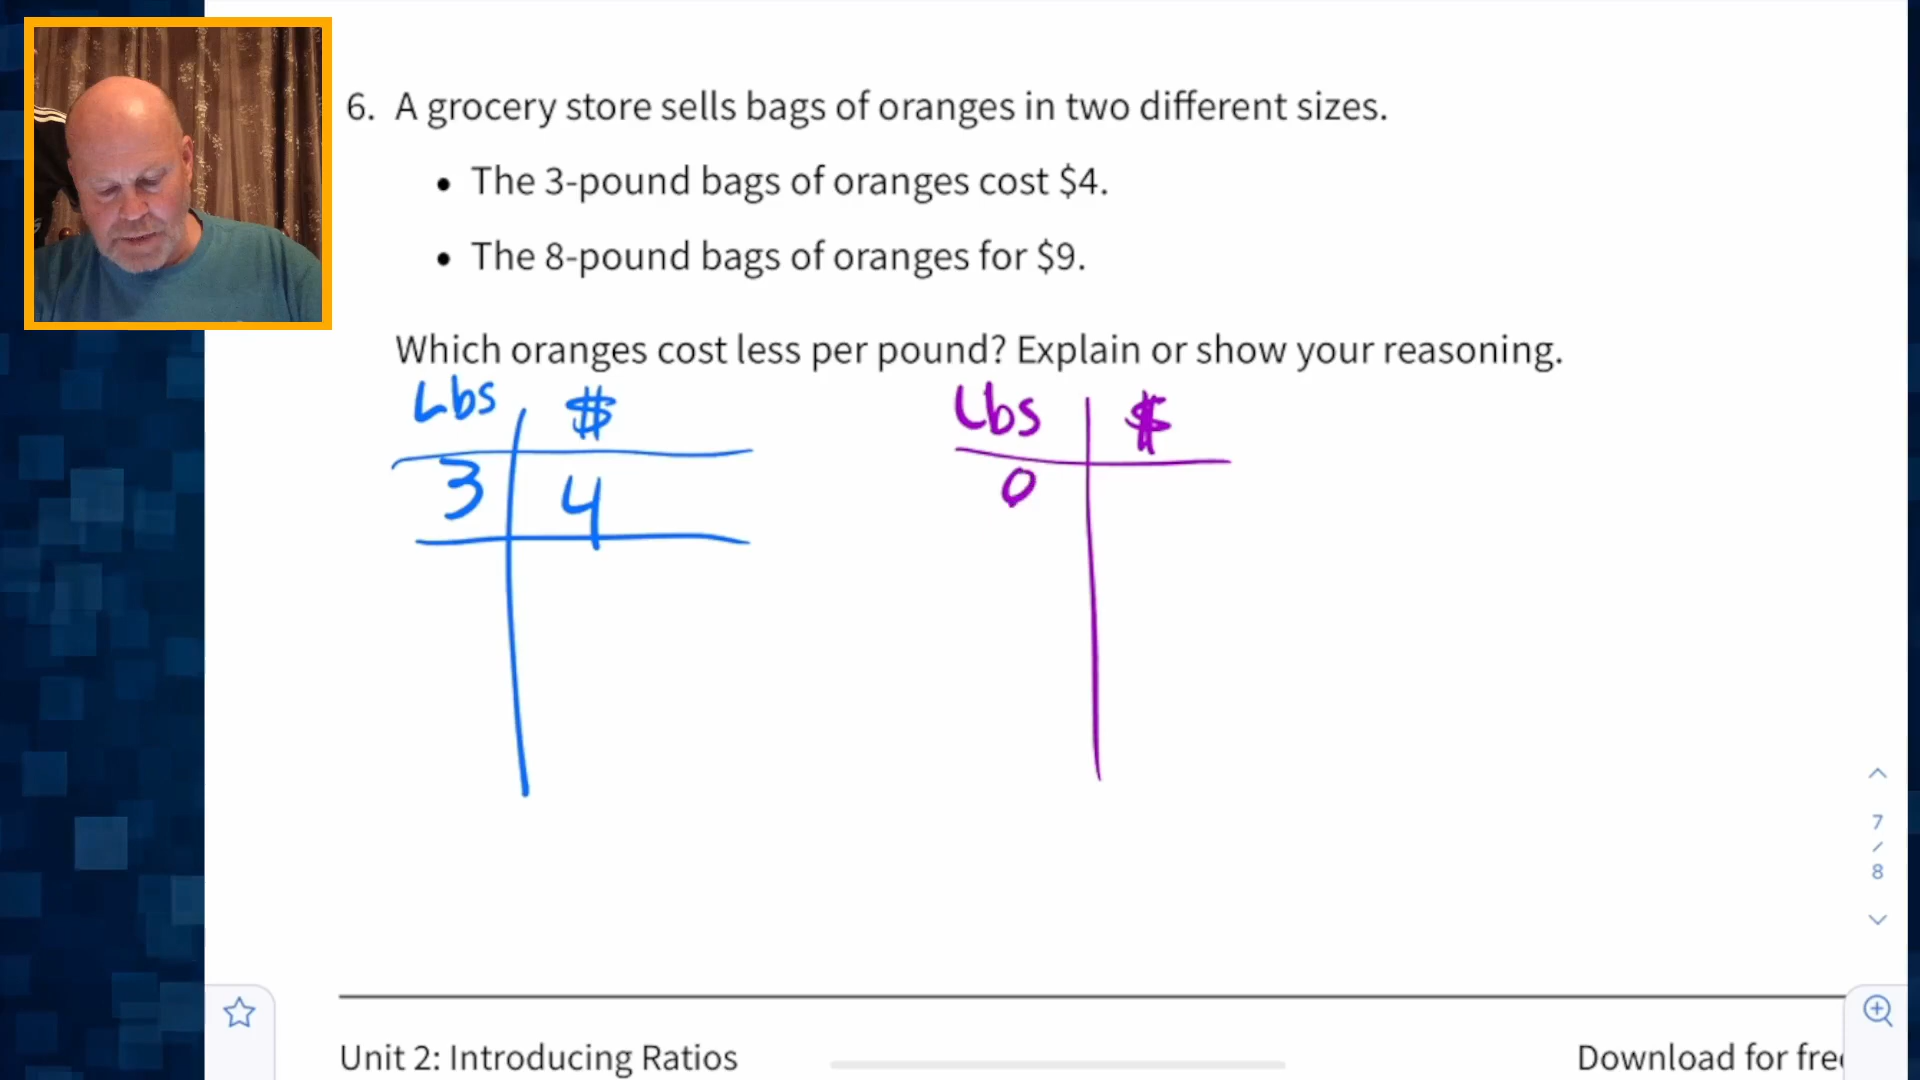 6. A grocery store sells bags of oranges in two different sizes.
• The 3-pound bags of oranges cost $4.
• The 8-pound bags of oranges for $9.
Which oranges cost less per pound? Explain or show your reasoning.
Lbs $
3 4
Lbs $
0
7
/
8
Unit 2: Introducing Ratios
Download for free